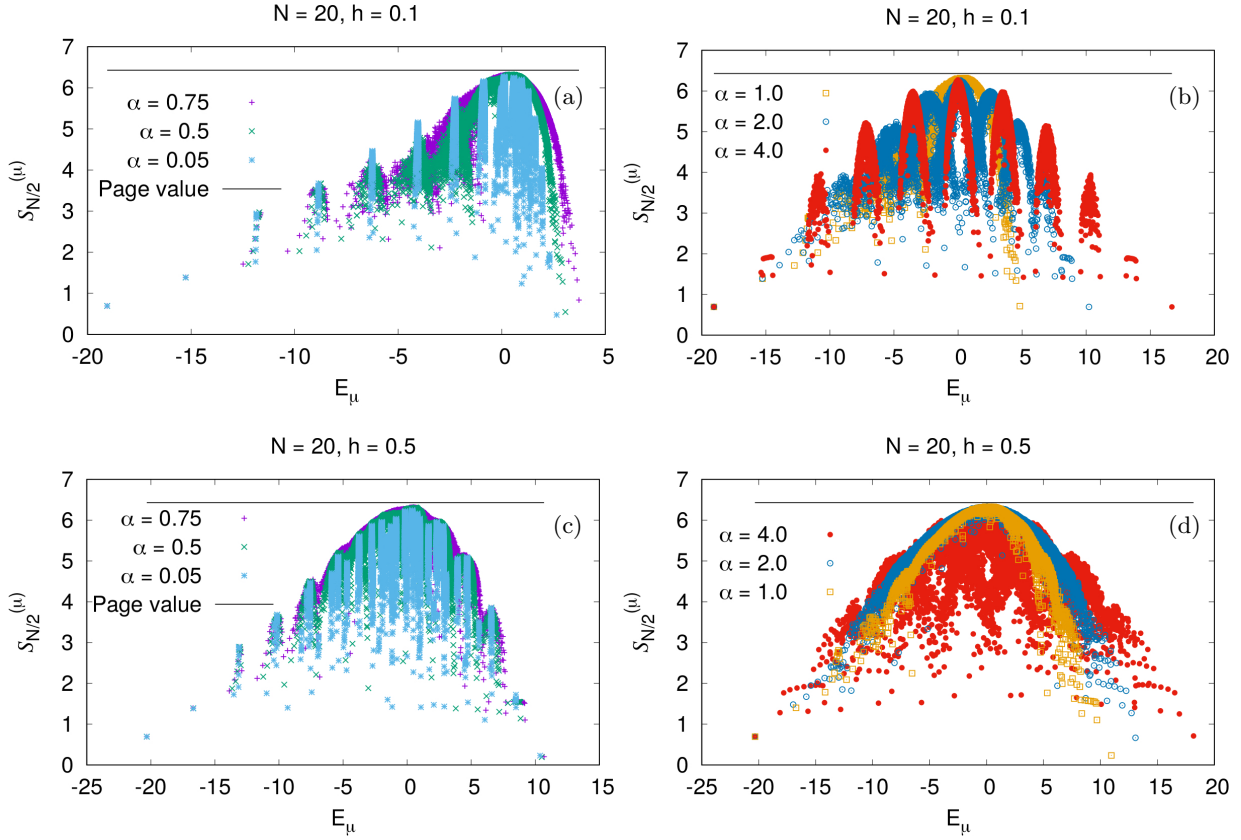 N = 20, h = 0.1
7
6
5
4
3
2
1
0
S_{N/2}^{(μ)}
α = 0.75
α = 0.5
α = 0.05
Page value
(a)
-20 -15 -10 -5 0 5
E_μ
N = 20, h = 0.1
7
6
5
4
3
2
1
0
S_{N/2}^{(μ)}
α = 1.0
α = 2.0
α = 4.0
(b)
-20 -15 -10 -5 0 5 10 15 20
E_μ
N = 20, h = 0.5
7
6
5
4
3
2
1
0
S_{N/2}^{(μ)}
α = 0.75
α = 0.5
α = 0.05
Page value
(c)
-25 -20 -15 -10 -5 0 5 10 15
E_μ
N = 20, h = 0.5
7
6
5
4
3
2
1
0
S_{N/2}^{(μ)}
α = 4.0
α = 2.0
α = 1.0
(d)
-25 -20 -15 -10 -5 0 5 10 15 20
E_μ